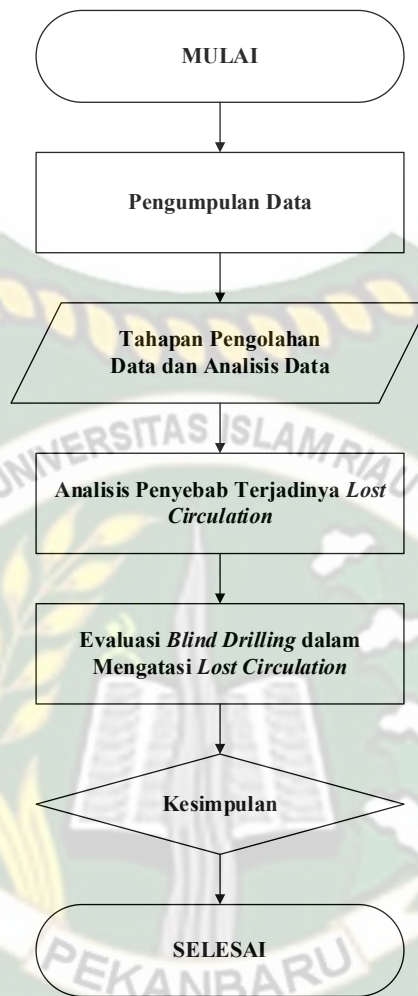 MULAI
Pengumpulan Data
Tahapan Pengolahan
Data dan Analisis Data
UNIVERSITAS ISLAM RIAU
Analisis Penyebab Terjadinya Lost
Circulation
Evaluasi Blind Drilling dalam
Mengatasi Lost Circulation
Kesimpulan
SELESAI
PEKANBARU